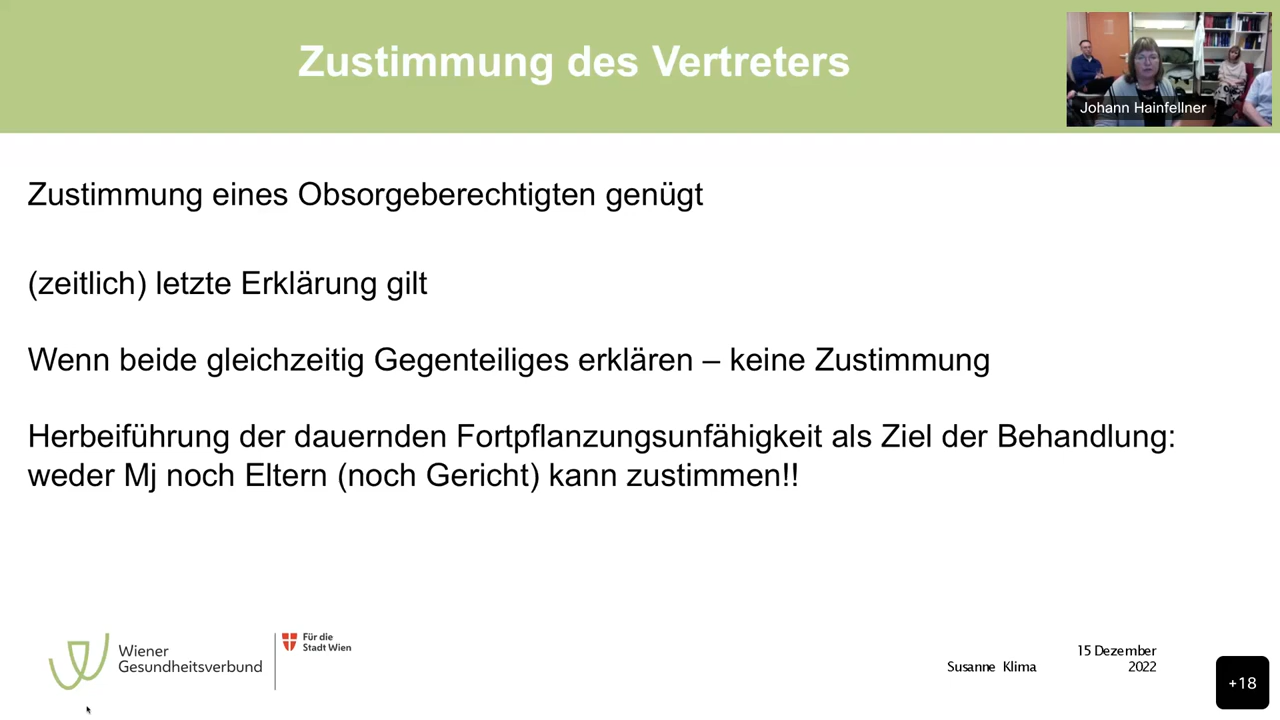 Zustimmung des Vertreters
Johann Hainfellner
Zustimmung eines Obsorgeberechtigten genügt
(zeitlich) letzte Erklärung gilt
Wenn beide gleichzeitig Gegenteiliges erklären – keine Zustimmung
Herbeiführung der dauernden Fortpflanzungsunfähigkeit als Ziel der Behandlung:
weder Mj noch Eltern (noch Gericht) kann zustimmen!!
Wiener
Gesundheitsverbund
Für die
Stadt Wien
Susanne Klima
15 Dezember
2022
+18